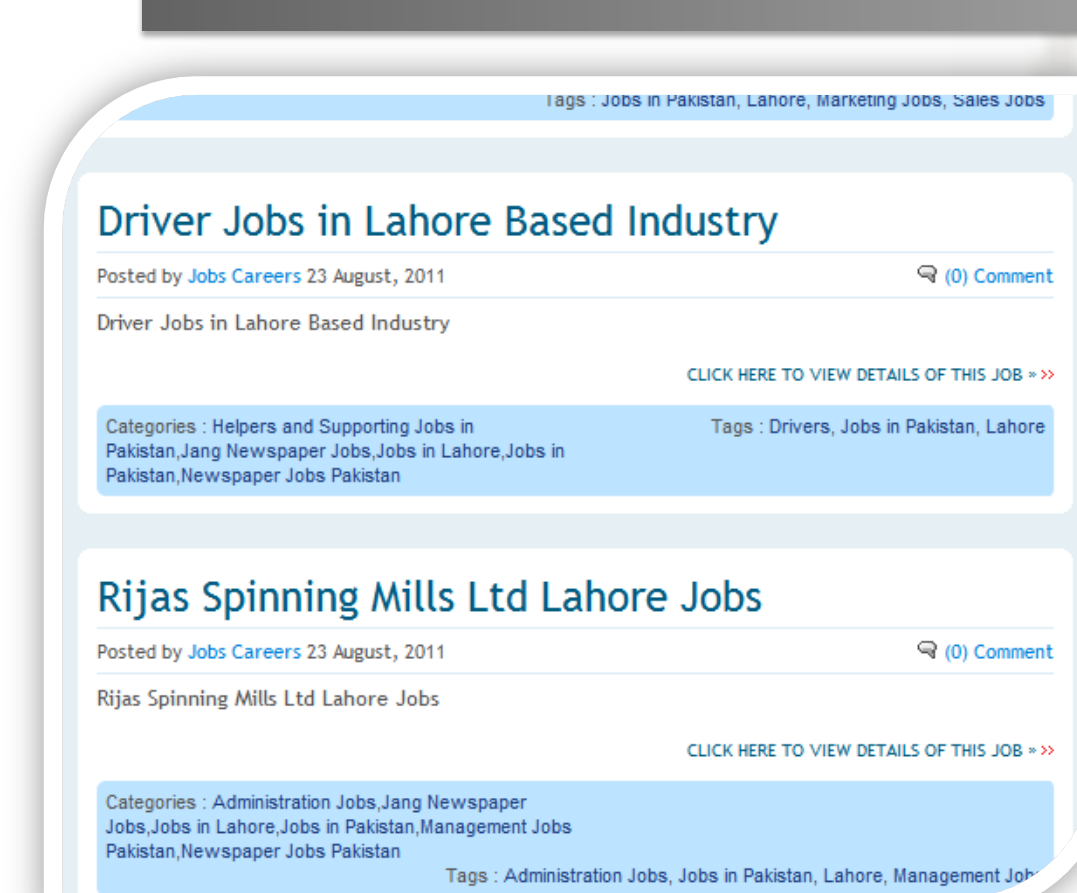 Tags : Jobs in Pakistan, Lahore, Marketing Jobs, Sales Jobs
Driver Jobs in Lahore Based Industry
Posted by Jobs Careers 23 August, 2011
(0) Comment
Driver Jobs in Lahore Based Industry
CLICK HERE TO VIEW DETAILS OF THIS JOB » >>
Categories : Helpers and Supporting Jobs in
Pakistan,Jang Newspaper Jobs,Jobs in Lahore,Jobs in
Pakistan,Newspaper Jobs Pakistan
Tags : Drivers, Jobs in Pakistan, Lahore
Rijas Spinning Mills Ltd Lahore Jobs
Posted by Jobs Careers 23 August, 2011
(0) Comment
Rijas Spinning Mills Ltd Lahore Jobs
CLICK HERE TO VIEW DETAILS OF THIS JOB » >>
Categories : Administration Jobs,Jang Newspaper
Jobs,Jobs in Lahore,Jobs in Pakistan,Management Jobs
Pakistan,Newspaper Jobs Pakistan
Tags : Administration Jobs, Jobs in Pakistan, Lahore, Management